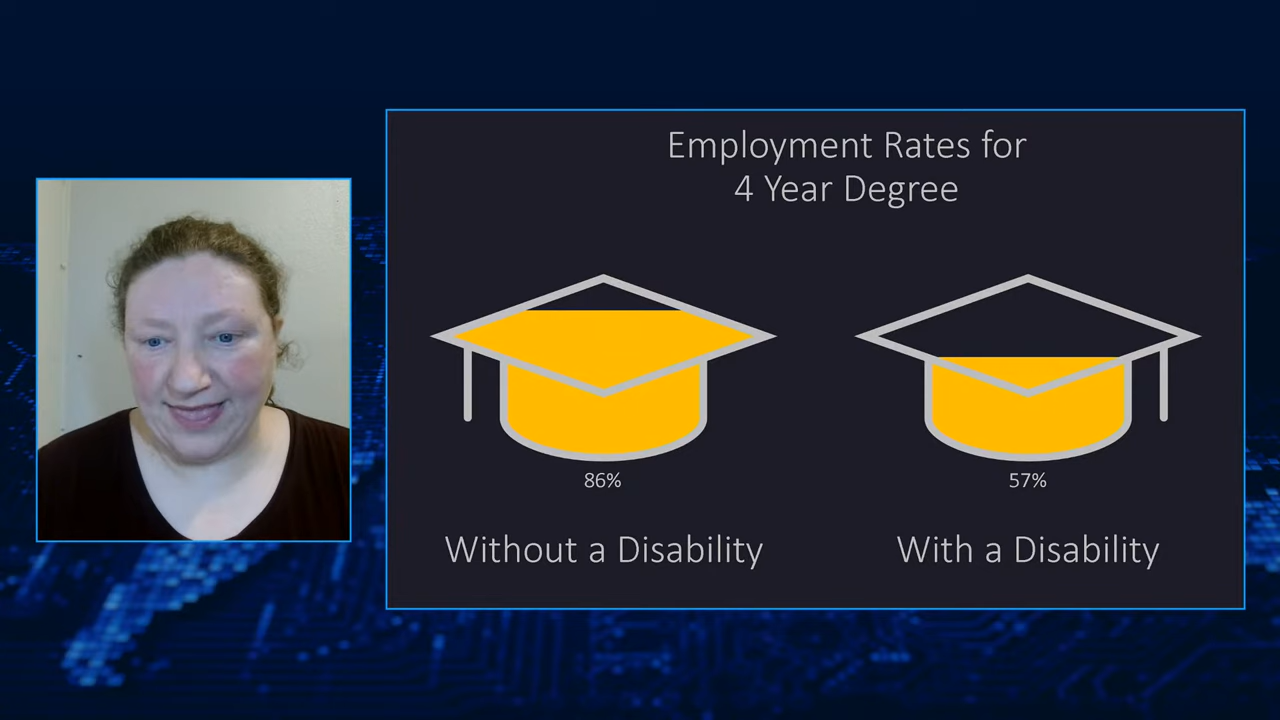 Employment Rates for
4 Year Degree
86%
57%
Without a Disability
With a Disability